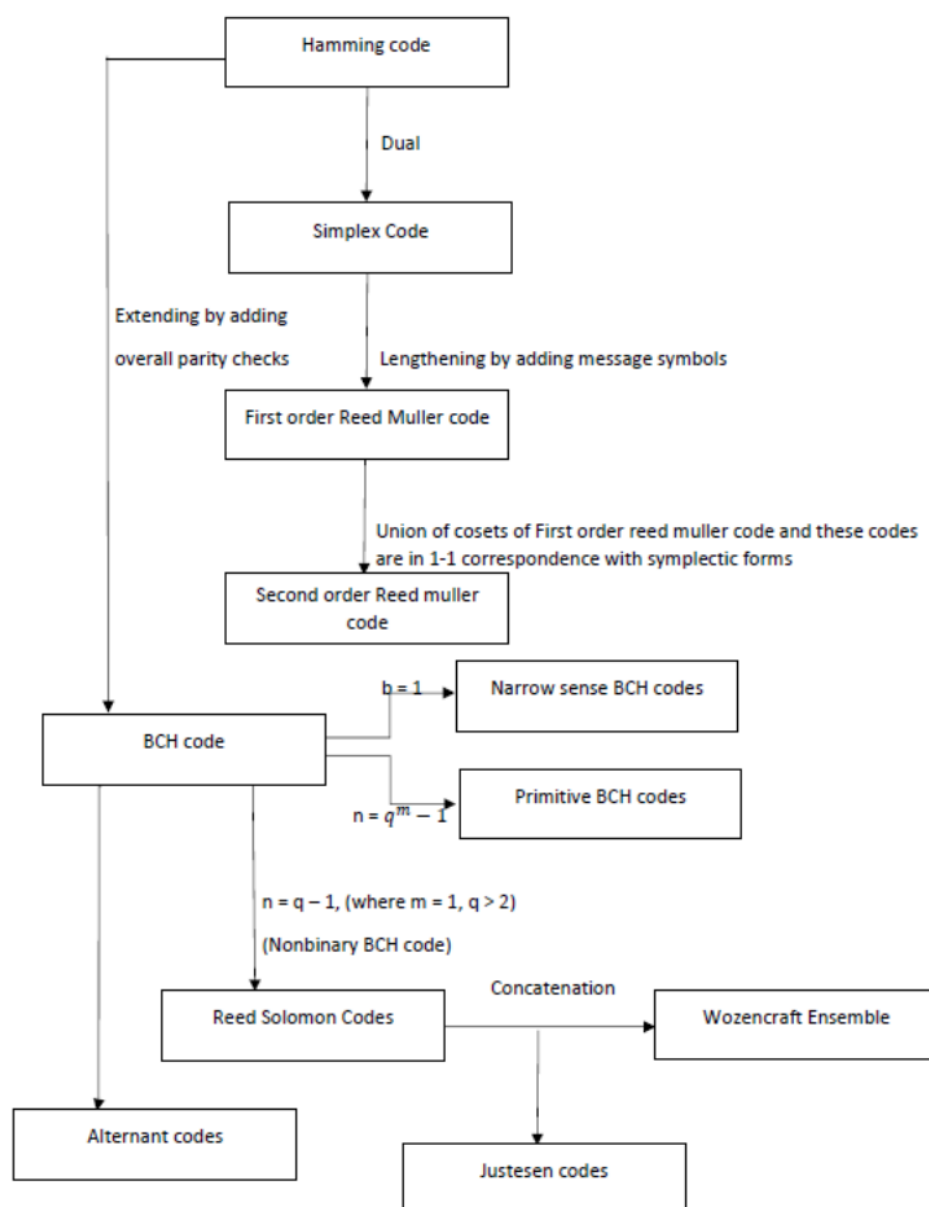 Hamming code
Dual
Simplex Code
Extending by adding
overall parity checks
Lengthening by adding message symbols
First order Reed Muller code
Union of cosets of First order reed muller code and these codes
are in 1-1 correspondence with symplectic forms
Second order Reed muller
code
b = 1
Narrow sense BCH codes
BCH code
Primitive BCH codes
n = q^m − 1
n = q – 1, (where m = 1, q > 2)
(Nonbinary BCH code)
Concatenation
Reed Solomon Codes
Wozencraft Ensemble
Alternant codes
Justesen codes